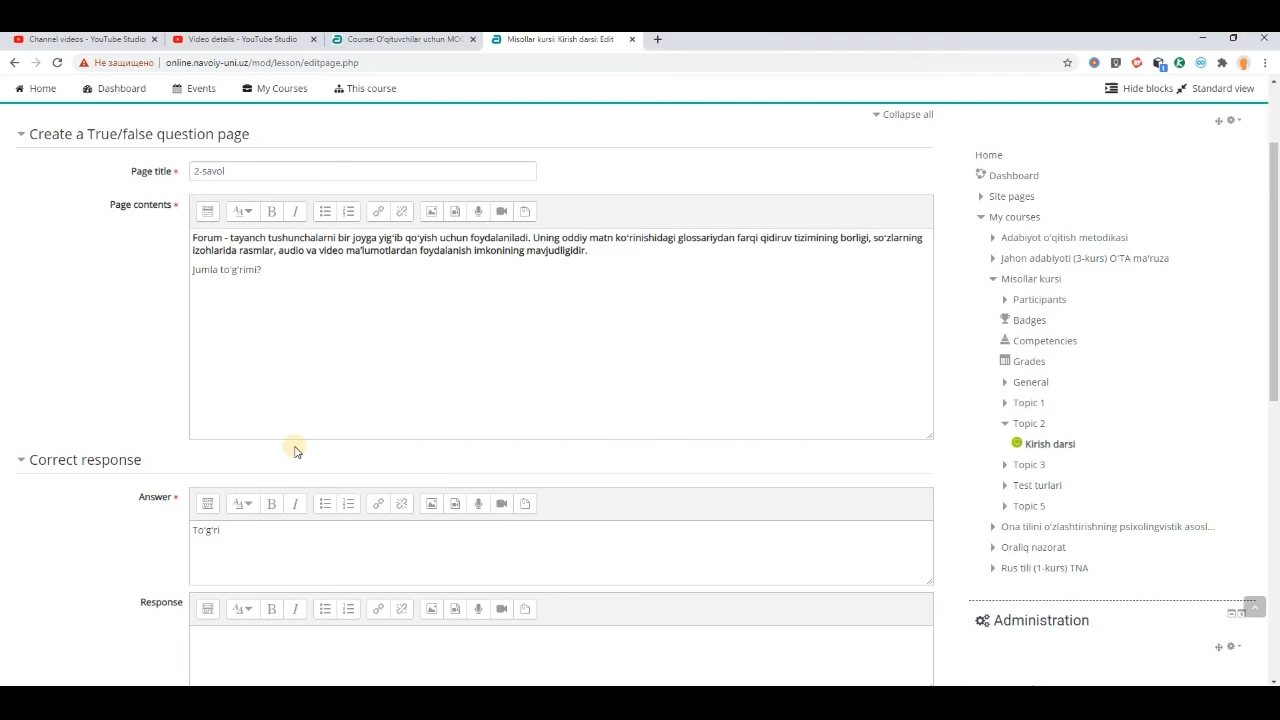 Channel videos - YouTube Studio
Video details - YouTube Studio
Course: O'qituvchilar uchun MOO
Misollar kursi: Kirish darsi: Edit
Не защищено
online.navoiy-uni.uz/mod/lesson/editpage.php
Home
Dashboard
Events
My Courses
This course
Hide blocks
Standard view
Collapse all
Create a True/false question page
Page title
2-savol
Page contents
Forum - tayanch tushunchalarni bir joyga yig'ib qo'yish uchun foydalaniladi. Uning oddiy matn ko'rinishidagi glossariydan farqi qidiruv tizimining borligi, so'zlarning
izohlarida rasmlar, audio va video ma'lumotlardan foydalanish imkonining mavjudligidir.
Jumla to'g'rimi?
Correct response
Answer
To'g'ri
Response
Home
Dashboard
Site pages
My courses
Adabiyot o'qitish metodikasi
Jahon adabiyoti (3-kurs) O'TA ma'ruza
Misollar kursi
Participants
Badges
Competencies
Grades
General
Topic 1
Topic 2
Kirish darsi
Topic 3
Test turlari
Topic 5
Ona tilini o'zlashtirishning psixolingvistik asosl...
Oraliq nazorat
Rus tili (1-kurs) TNA
Administration